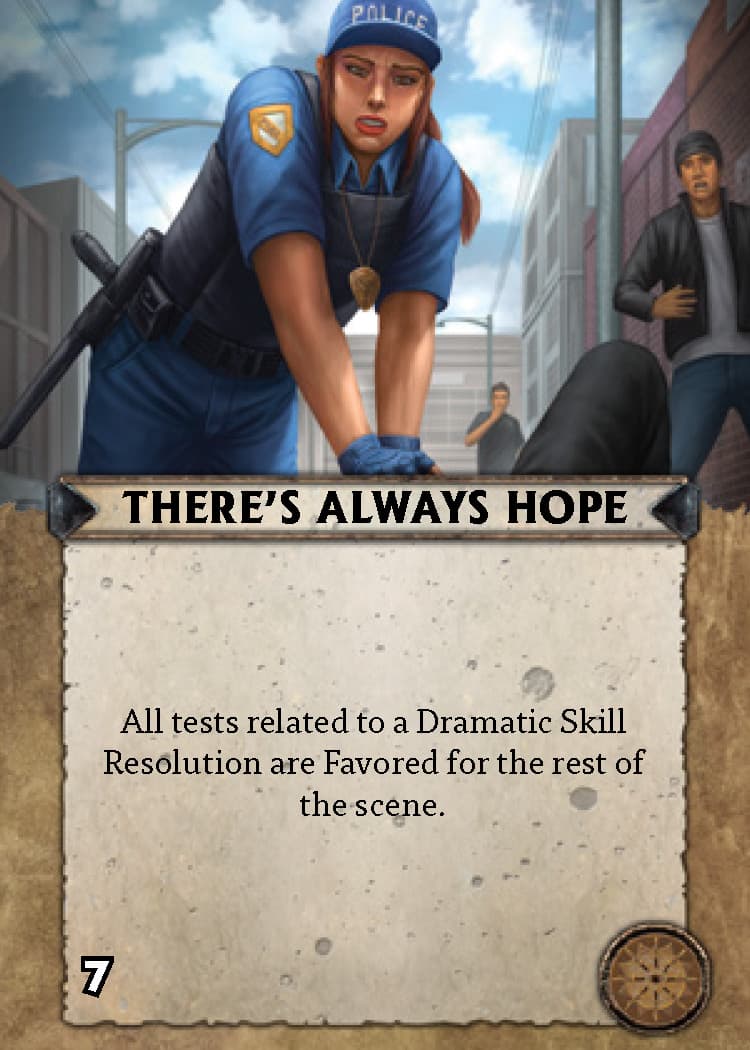 POLICE
THERE'S ALWAYS HOPE
All tests related to a Dramatic Skill
Resolution are Favored for the rest of
the scene.
7